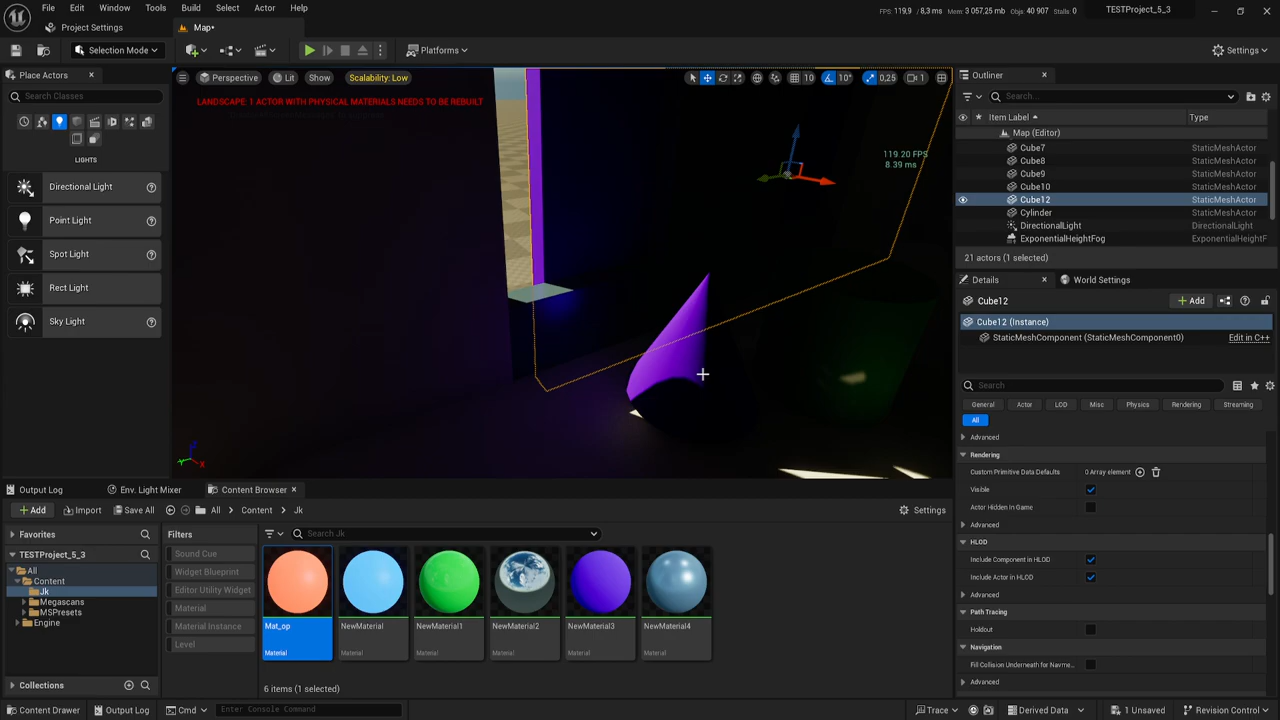 File Edit Window Tools Build Select Actor Help
FPS: 119,9 / 8,3 ms Mem: 3 057,25 mb Objs: 40 907 Stalls: 0
TESTProject_5_3
Project Settings
Map*
Selection Mode
Platforms
Settings
Place Actors
Search Classes
LIGHTS
Directional Light
Point Light
Spot Light
Rect Light
Sky Light
Perspective Lit Show Scalability: Low
10 10° 0,25 1
LANDSCAPE: 1 ACTOR WITH PHYSICAL MATERIALS NEEDS TO BE REBUILT
119.20 FPS
8.39 ms
Outliner
Search...
Item Label Type
Map (Editor)
Cube7 StaticMeshActor
Cube8 StaticMeshActor
Cube9 StaticMeshActor
Cube10 StaticMeshActor
Cube12 StaticMeshActor
Cylinder StaticMeshActor
DirectionalLight DirectionalLight
ExponentialHeightFog ExponentialHeightF
21 actors (1 selected)
Details World Settings
Cube12 Add
Cube12 (Instance)
StaticMeshComponent (StaticMeshComponent0) Edit in C++
Search
General Actor LOD Misc Physics Rendering Streaming
All
Advanced
Rendering
Custom Primitive Data Defaults 0 Array element
Visible
Actor Hidden In Game
Advanced
HLOD
Include Component in HLOD
Include Actor in HLOD
Advanced
Path Tracing
Holdout
Navigation
Fill Collision Underneath for Navme...
Advanced
Output Log Env. Light Mixer Content Browser
Add Import Save All All Content Jk Settings
Favorites
TESTProject_5_3
All
Content
Jk
Megascans
MSPresets
Engine
Collections
Filters
Sound Cue
Widget Blueprint
Editor Utility Widget
Material
Material Instance
Level
Search Jk
Mat_op NewMaterial NewMaterial1 NewMaterial2 NewMaterial3 NewMaterial4
Material Material Material Material Material Material
6 items (1 selected)
Content Drawer Output Log Cmd Enter Console Command
Trace Derived Data 1 Unsaved Revision Control